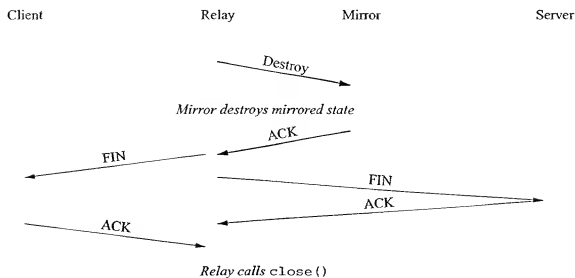 Client Relay Mirror Server
Destroy
Mirror destroys mirrored state
ACK
FIN
FIN
ACK
ACK
Relay calls close()